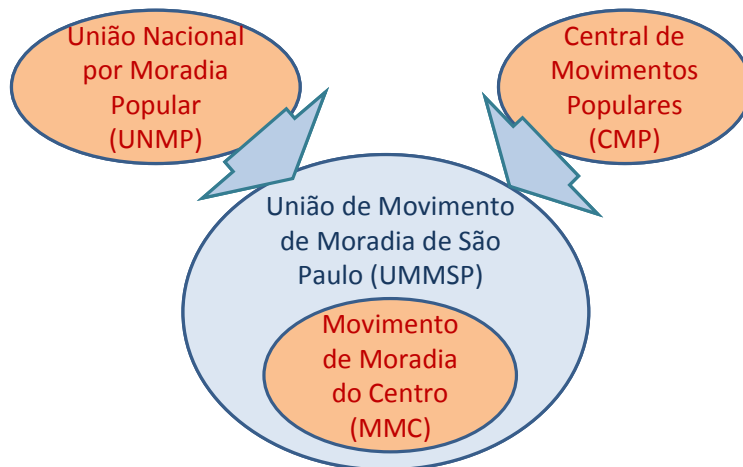 União Nacional
por Moradia
Popular
(UNMP)
Central de
Movimentos
Populares
(CMP)
União de Movimento
de Moradia de São
Paulo (UMMSP)
Movimento
de Moradia
do Centro
(MMC)